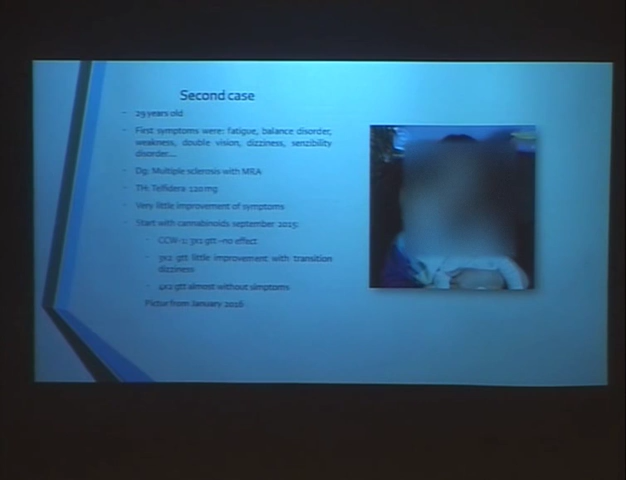 Second case
- 29 years old
- First symptoms were: fatigue, balance disorder,
weakness, double vision, dizziness, senzibility
disorder....
- Dg: Multiple sclerosis with MRA
- TH: Telfidera 120 mg
- Very little improvement of symptoms
- Start with cannabinoids september 2015:
- CCW-1: 3x1 gtt –no effect
- 3x2 gtt little improvement with transition
dizziness
- 4x2 gtt almost without simptoms
Pictur from January 2016